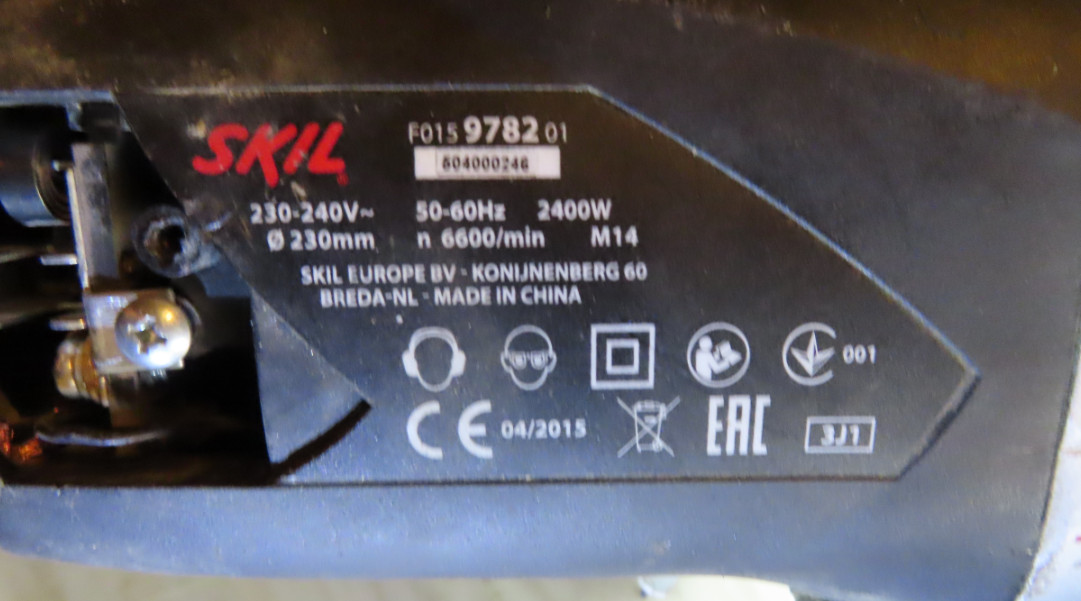 SKIL
F015 9782 01
504000246
230-240V~ 50-60Hz 2400W
Ø 230mm n 6600/min M14
SKIL EUROPE BV - KONIJNENBERG 60
BREDA-NL - MADE IN CHINA
001
CE 04/2015 EAC 3J1